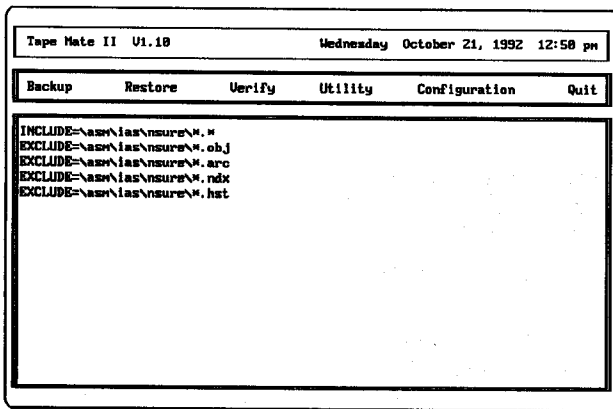 Tape Mate II V1.10 Wednesday October 21, 1992 12:50 pm
Backup Restore Verify Utility Configuration Quit
INCLUDE=\asm\ias\nsure\*.*
EXCLUDE=\asm\ias\nsure\*.obj
EXCLUDE=\asm\ias\nsure\*.arc
EXCLUDE=\asm\ias\nsure\*.ndx
EXCLUDE=\asm\ias\nsure\*.hst